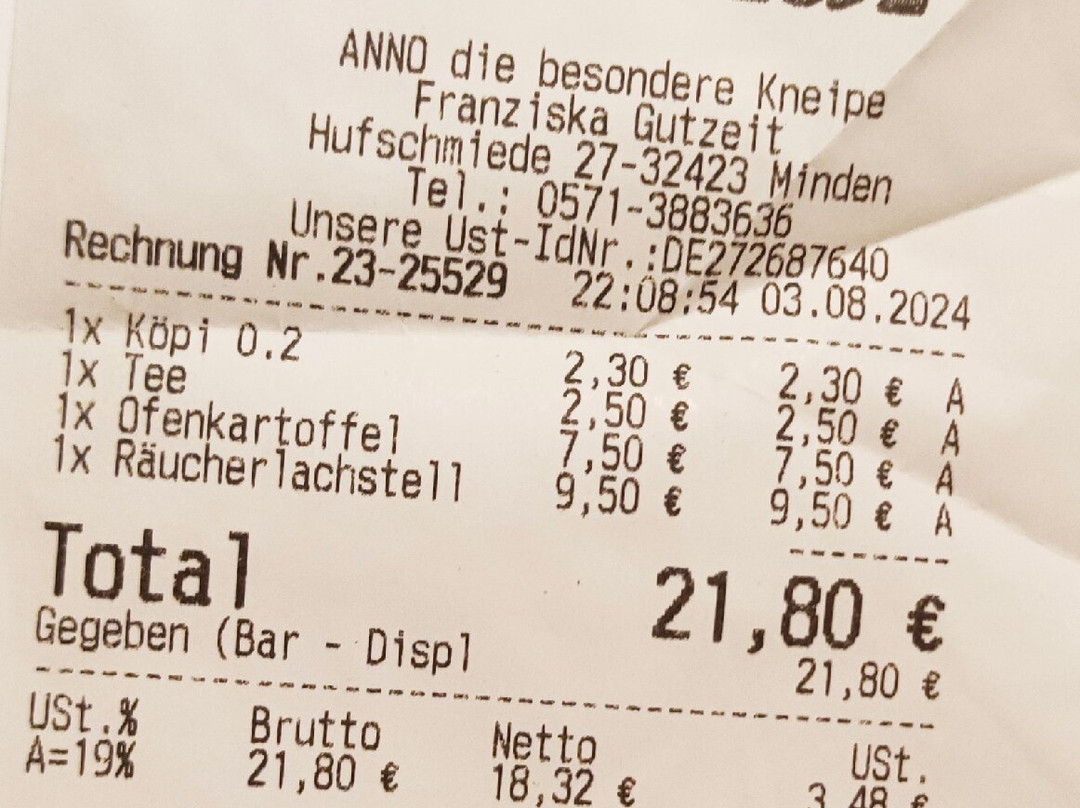 ANNO die besondere Kneipe
Franziska Gutzeit
Hufschmiede 27-32423 Minden
Tel.: 0571-3883636
Unsere Ust-IdNr.:DE272687640
Rechnung Nr.23-25529 22:08:54 03.08.2024
1x Köpi 0.2 2,30 € 2,30 € A
1x Tee 2,50 € 2,50 € A
1x Ofenkartoffel 7,50 € 7,50 € A
1x Räucherlachstell 9,50 € 9,50 € A
Total 21,80 €
Gegeben (Bar - Displ 21,80 €
USt.% Brutto Netto USt.
A=19% 21,80 € 18,32 € 3,48 €